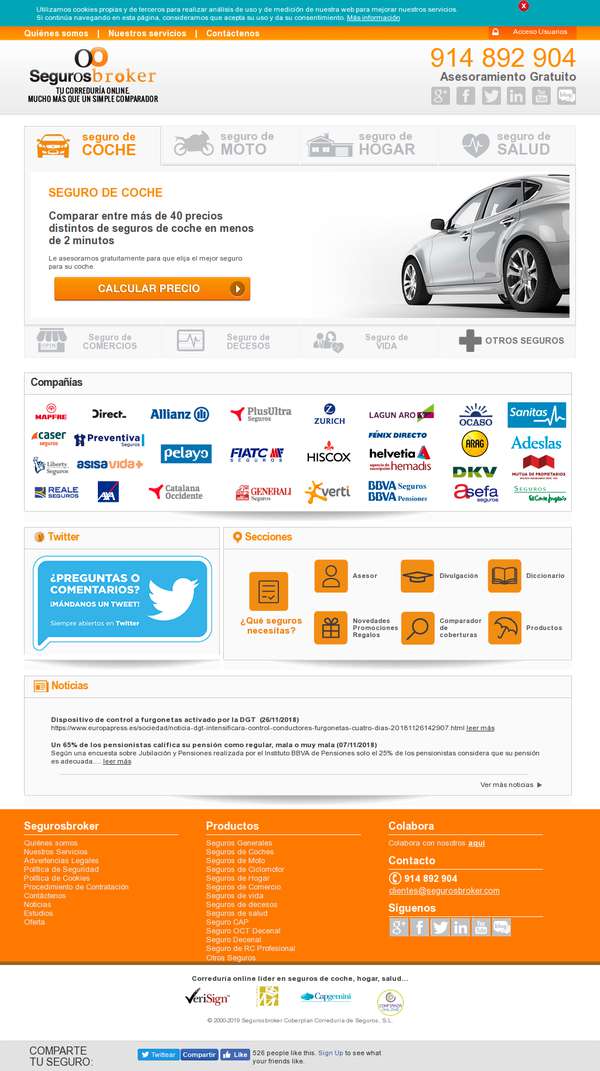 Utilizamos cookies propias y de terceros para realizar análisis de uso y de medición de nuestra web para mejorar nuestros servicios.
Si continua navegando en esta página, consideramos que acepta su uso y da su consentimiento. Más información
Quiénes somos | Nuestros servicios | Contáctenos
Acceso Usuarios
Segurosbroker
TU CORREDURÍA ONLINE.
MUCHO MÁS QUE UN SIMPLE COMPARADOR
914 892 904
Asesoramiento Gratuito
seguro de COCHE
seguro de MOTO
seguro de HOGAR
seguro de SALUD
SEGURO DE COCHE
Comparar entre más de 40 precios
distintos de seguros de coche en menos
de 2 minutos
Le asesoramos gratuitamente para que elija el mejor seguro
para su coche.
CALCULAR PRECIO
Seguro de COMERCIOS
Seguro de DECESOS
Seguro de VIDA
OTROS SEGUROS
Compañías
MAPFRE
Direct
Allianz
PlusUltra Seguros
ZURICH
LAGUN ARO
OCASO
Sanitas
caser seguros
Preventiva Seguros
pelayo
FIATC SEGUROS
HISCOX
FÉNIX DIRECTO
ARAG
Adeslas
Liberty Seguros
asisa vida+
helvetia
hermadis
DKV
MUTUA DE PROPIETARIOS
REALE SEGUROS
AXA
Catalana Occidente
GENERALI Seguros
verti
BBVA Seguros
BBVA Pensiones
asefa seguros
SEGUROS El Corte Inglés
Twitter
¿PREGUNTAS O
COMENTARIOS?
¡MÁNDANOS UN TWEET!
Siempre abiertos en Twitter
Secciones
¿Qué seguros
necesitas?
Asesor
Divulgación
Diccionario
Novedades
Promociones
Regalos
Comparador
de
coberturas
Productos
Noticias
Dispositivo de control a furgonetas activado por la DGT (26/11/2018)
https://www.europapress.es/sociedad/noticia-dgt-intensificara-control-conductores-furgonetas-cuatro-dias-20181126142907.html leer más
Un 65% de los pensionistas califica su pensión como regular, mala o muy mala (07/11/2018)
Según una encuesta sobre Jubilación y Pensiones realizada por el Instituto BBVA de Pensiones solo el 25% de los pensionistas considera que su pensión
es adecuada.... leer más
Ver más noticias
Segurosbroker
Quiénes somos
Nuestros Servicios
Advertencias Legales
Política de Seguridad
Política de Cookies
Procedimiento de Contratación
Contáctenos
Noticias
Estudios
Oferta
Productos
Seguros Generales
Seguros de Coches
Seguros de Moto
Seguros de Ciclomotor
Seguros de Hogar
Seguros de Comercio
Seguros de vida
Seguros de decesos
Seguros de salud
Seguro CAP
Seguro OCT Decenal
Seguro Decenal
Seguro de RC Profesional
Otros Seguros
Colabora
Colabora con nosotros aquí
Contacto
914 892 904
clientes@segurosbroker.com
Síguenos
Correduría online líder en seguros de coche, hogar, salud...
VeriSign
Capgemini
CONFIANZA ONLINE
© 2000-2019 Segurosbroker Coberplan Correduría de Seguros, S.L.
COMPARTE
TU SEGURO:
Twittear
Compartir
Like
526 people like this. Sign Up to see what
your friends like.